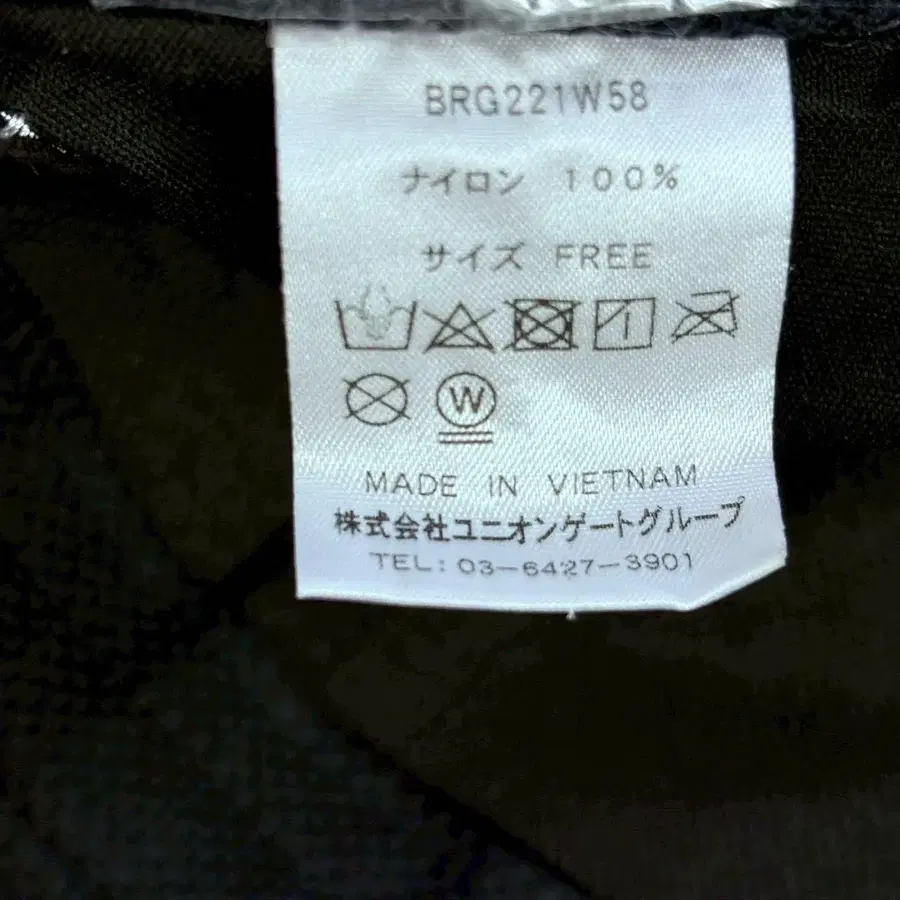 BRG221W58
ナイロン 100%
サイズ FREE
W
MADE IN VIETNAM
株式会社ユニオンゲートグループ
TEL:03-6427-3901